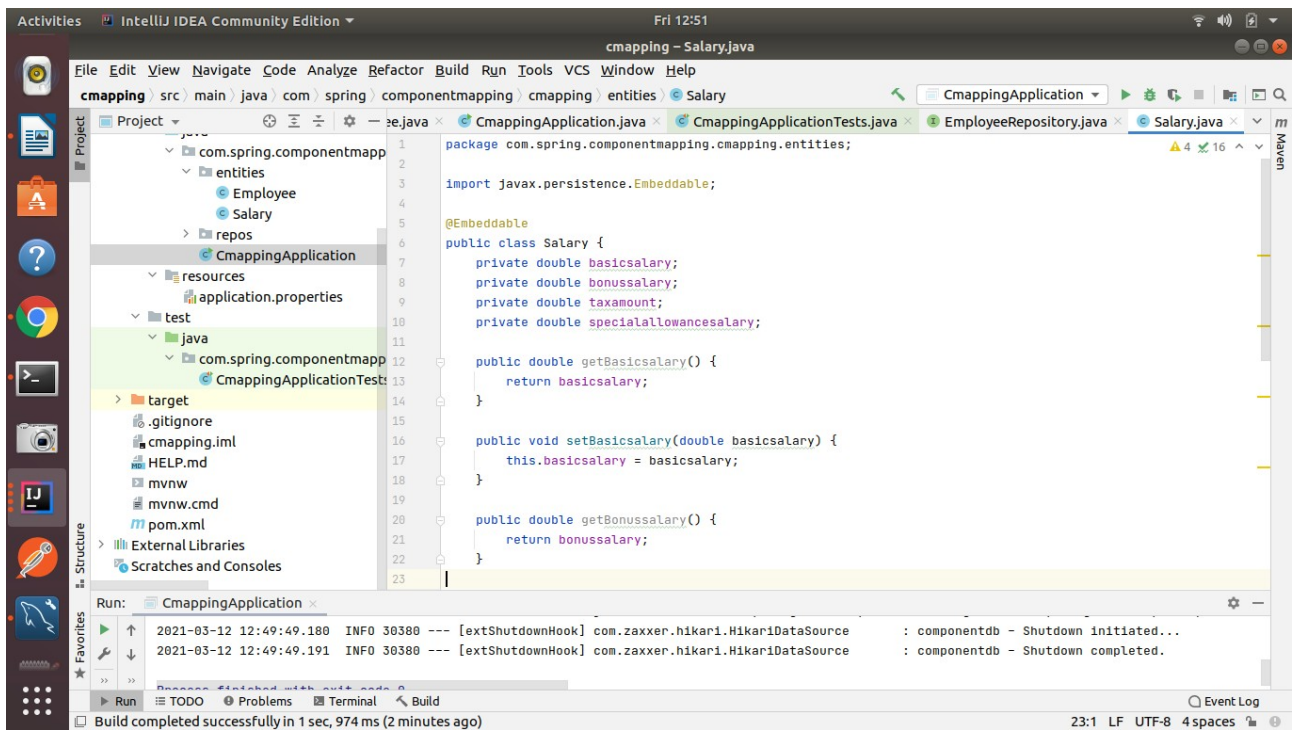 Activities IntelliJ IDEA Community Edition Fri 12:51
cmapping – Salary.java
File Edit View Navigate Code Analyze Refactor Build Run Tools VCS Window Help
cmapping src main java com spring componentmapping cmapping entities Salary CmappingApplication
Project ee.java CmappingApplication.java CmappingApplicationTests.java EmployeeRepository.java Salary.java
Project
Maven
java
com.spring.componentmapp
entities
Employee
Salary
repos
CmappingApplication
resources
application.properties
test
java
com.spring.componentmapp
CmappingApplicationTests
target
.gitignore
cmapping.iml
HELP.md
mvnw
mvnw.cmd
pom.xml
External Libraries
Scratches and Consoles
4 16
1 package com.spring.componentmapping.cmapping.entities;
2
3 import javax.persistence.Embeddable;
4
5 @Embeddable
6 public class Salary {
7 private double basicsalary;
8 private double bonussalary;
9 private double taxamount;
10 private double specialallowancesalary;
11
12 public double getBasicsalary() {
13 return basicsalary;
14 }
15
16 public void setBasicsalary(double basicsalary) {
17 this.basicsalary = basicsalary;
18 }
19
20 public double getBonussalary() {
21 return bonussalary;
22 }
23
Structure
Favorites
Run: CmappingApplication
2021-03-12 12:49:49.180 INFO 30380 --- [extShutdownHook] com.zaxxer.hikari.HikariDataSource : componentdb - Shutdown initiated...
2021-03-12 12:49:49.191 INFO 30380 --- [extShutdownHook] com.zaxxer.hikari.HikariDataSource : componentdb - Shutdown completed.
Process finished with exit code 0
Run TODO Problems Terminal Build Event Log
Build completed successfully in 1 sec, 974 ms (2 minutes ago) 23:1 LF UTF-8 4 spaces